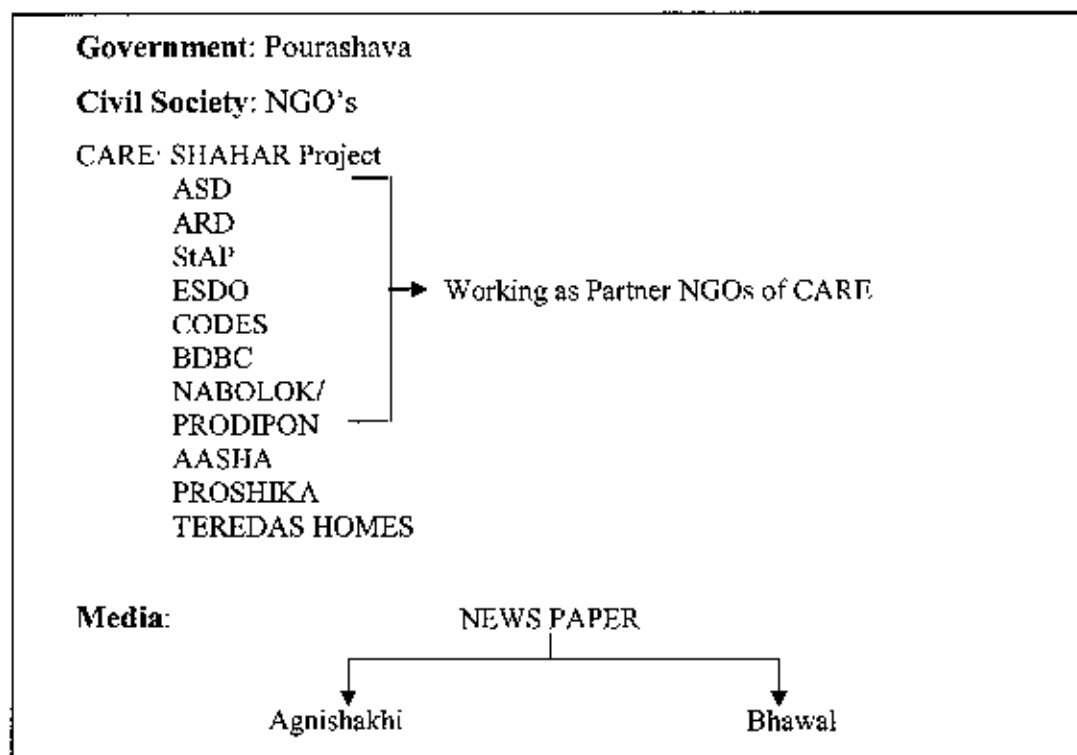 Government: Pourashava
Civil Society: NGO's
CARE: SHAHAR Project
ASD
ARD
StAP
ESDO
Working as Partner NGOs of CARE
CODES
BDBC
NABOLOK/
PRODIPON
AASHA
PROSHIKA
TEREDAS HOMES
Media: NEWS PAPER
Agnishakhi Bhawal